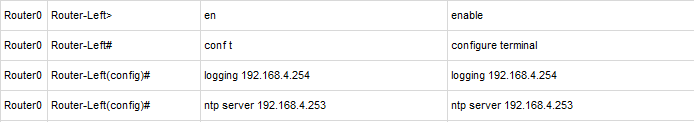 Router0 Router-Left> en enable
Router0 Router-Left# conf t configure terminal
Router0 Router-Left(config)# logging 192.168.4.254 logging 192.168.4.254
Router0 Router-Left(config)# ntp server 192.168.4.253 ntp server 192.168.4.253